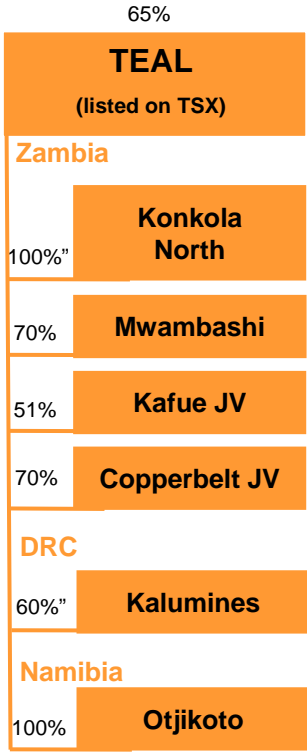 65%
TEAL
(listed on TSX)
Zambia
Konkola
North
100%”
Mwambashi
70%
Kafue JV
51%
Copperbelt JV
70%
DRC
Kalumines
60%”
Namibia
Otjikoto
100%